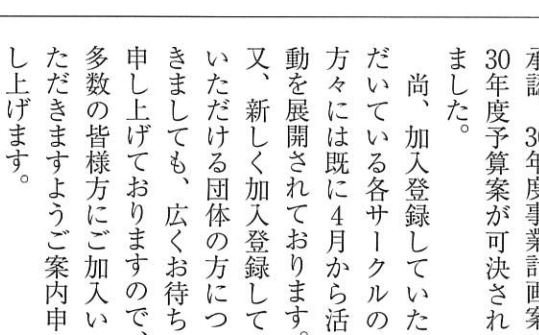 承認、30年度事業計画案
30年度予算案が可決され
ました。
尚、加入登録していた
だいている各サークルの
方々には既に4月から活
動を展開されております。
又、新しく加入登録して
いただける団体の方につ
きましても、広くお待ち
申し上げておりますので、
多数の皆様方にご加入い
ただきますようご案内申
し上げます。